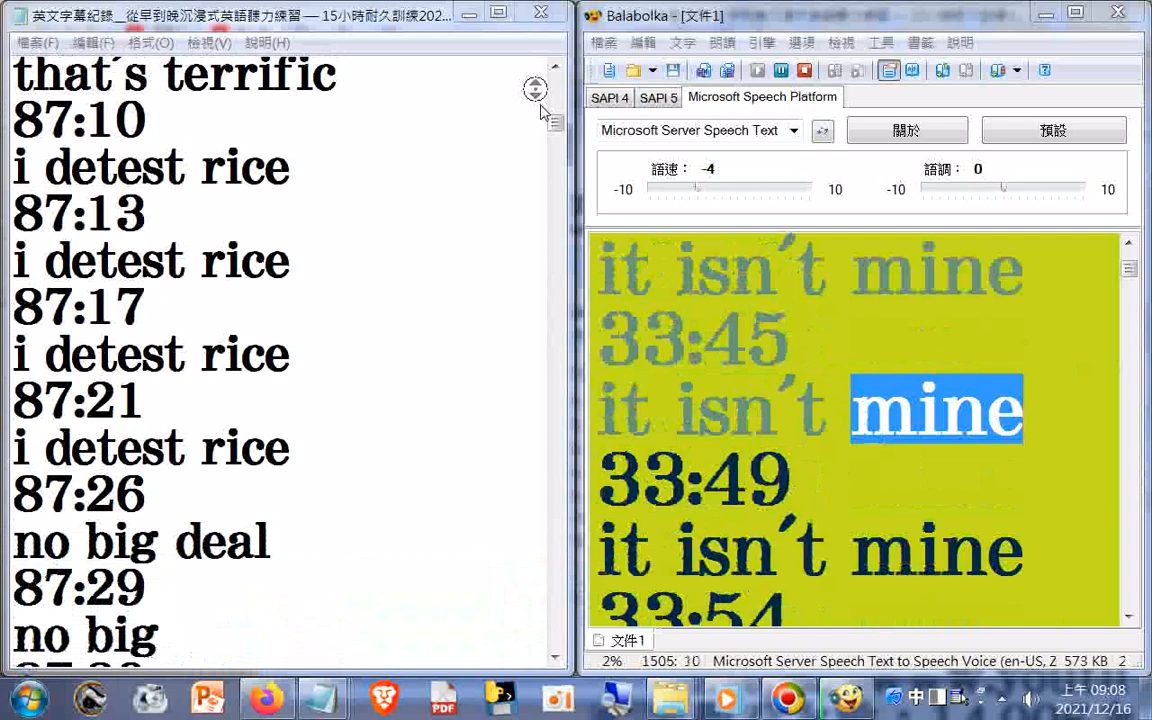 英文字幕紀錄__從早到晚沉浸式英語聽力練習 — 15小時耐久訓練202...
檔案(F) 編輯(E) 格式(O) 檢視(V) 說明(H)
that's terrific
87:10
i detest rice
87:13
i detest rice
87:17
i detest rice
87:21
i detest rice
87:26
no big deal
87:29
no big
Balabolka - [文件1]
檔案 編輯 文字 朗讀 引擎 選項 檢視 工具 書籤 說明
SAPI 4 SAPI 5 Microsoft Speech Platform
Microsoft Server Speech Text 關於 預設
語速： -4 語調： 0
-10 10 -10 10
it isn't mine
33:45
it isn't mine
33:49
it isn't mine
33:54
文件1
2% 1505: 10 Microsoft Server Speech Text to Speech Voice (en-US, Z 573 KB 2
中 上午 09:08
2021/12/16